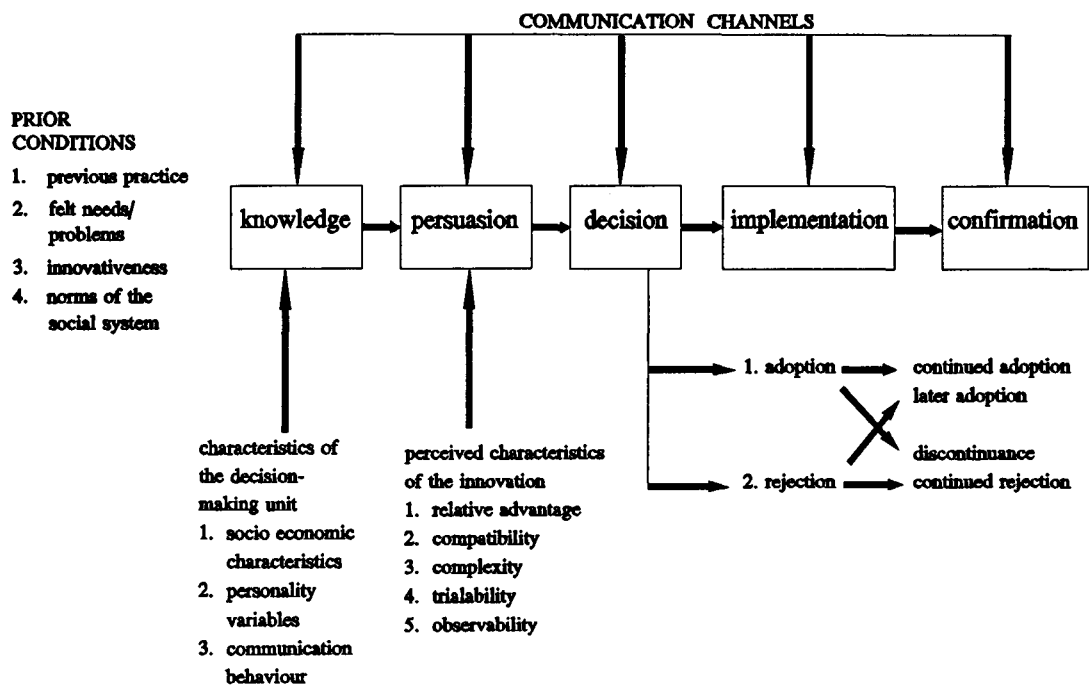 COMMUNICATION CHANNELS
PRIOR
CONDITIONS
1. previous practice
2. felt needs/
problems
3. innovativeness
4. norms of the
social system
knowledge
persuasion
decision
implementation
confirmation
1. adoption
continued adoption
later adoption
discontinuance
2. rejection
continued rejection
characteristics of
the decision-
making unit
1. socio economic
characteristics
2. personality
variables
3. communication
behaviour
perceived characteristics
of the innovation
1. relative advantage
2. compatibility
3. complexity
4. trialability
5. observability